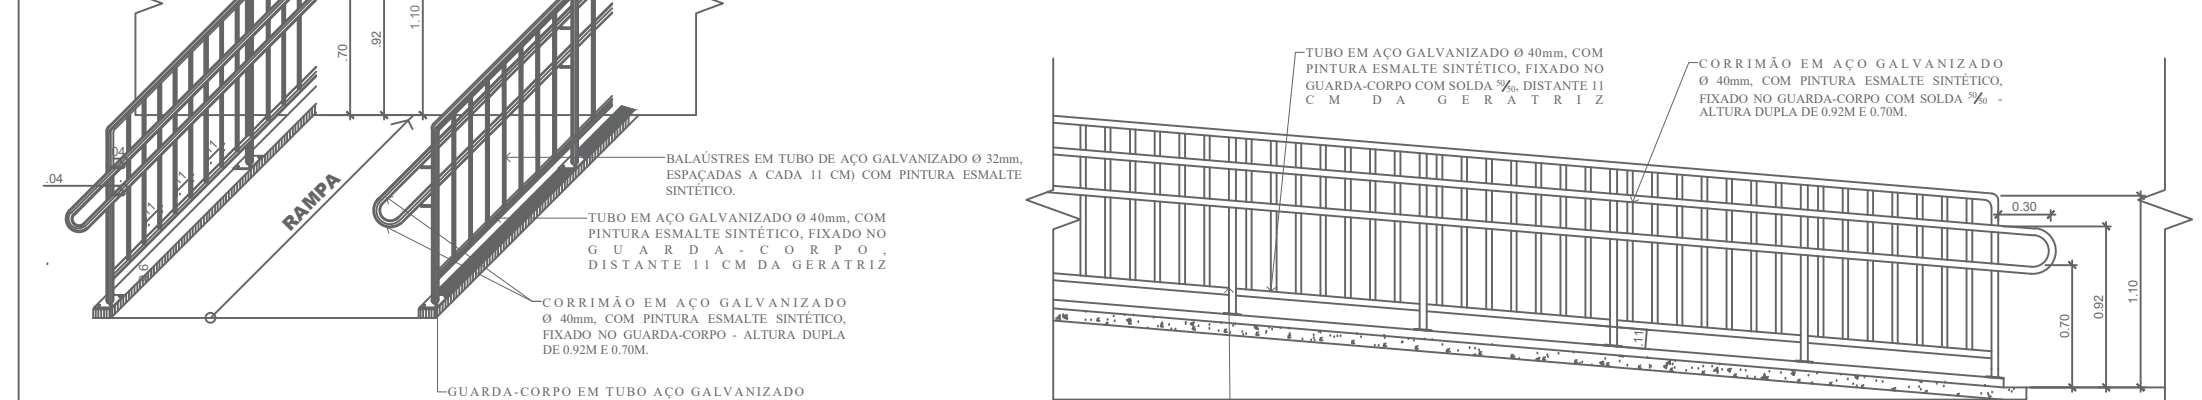 .70
.92
1.10
.04
.04
.11
.11
.11
RAMPA
BALAÚSTRES EM TUBO DE AÇO GALVANIZADO Ø 32mm,
ESPAÇADAS A CADA 11 CM) COM PINTURA ESMALTE
SINTÉTICO.
TUBO EM AÇO GALVANIZADO Ø 40mm, COM
PINTURA ESMALTE SINTÉTICO, FIXADO NO
GUARDA-CORPO,
DISTANTE 11 CM DA GERATRIZ
CORRIMÃO EM AÇO GALVANIZADO
Ø 40mm, COM PINTURA ESMALTE SINTÉTICO,
FIXADO NO GUARDA-CORPO - ALTURA DUPLA
DE 0.92M E 0.70M.
GUARDA-CORPO EM TUBO AÇO GALVANIZADO
TUBO EM AÇO GALVANIZADO Ø 40mm, COM
PINTURA ESMALTE SINTÉTICO, FIXADO NO
GUARDA-CORPO COM SOLDA 50/50, DISTANTE 11
CM DA GERATRIZ
CORRIMÃO EM AÇO GALVANIZADO
Ø 40mm, COM PINTURA ESMALTE SINTÉTICO,
FIXADO NO GUARDA-CORPO COM SOLDA 50/50 -
ALTURA DUPLA DE 0.92M E 0.70M.
0.30
0.70
0.92
1.10
.11